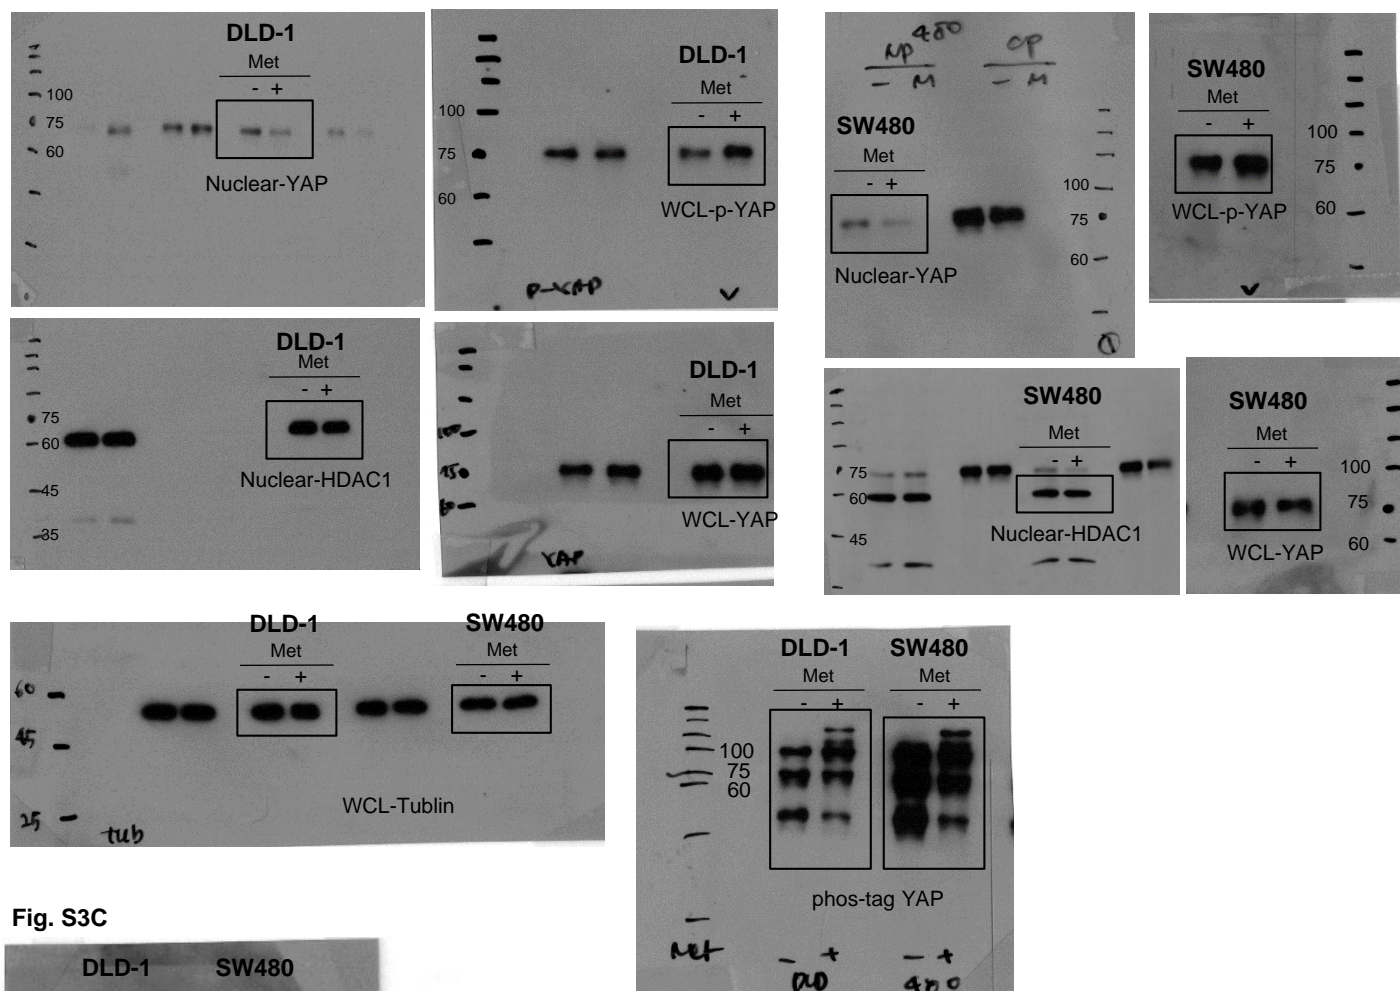 DLD-1
Met
- +
100
75
60
Nuclear-YAP
DLD-1
Met
- +
100
75
60
WCL-p-YAP
P-YAP
Np 480 cp
- M - M
SW480
Met
- +
100
75
60
Nuclear-YAP
SW480
Met
- +
100
75
60
WCL-p-YAP
DLD-1
Met
- +
75
60
45
35
Nuclear-HDAC1
DLD-1
Met
- +
100
WCL-YAP
YAP
SW480
Met
- +
75
60
45
Nuclear-HDAC1
SW480
Met
- +
100
75
60
WCL-YAP
DLD-1 SW480
Met Met
- + - +
60
45
25
WCL-Tublin
tub
DLD-1 SW480
Met Met
- + - +
100
75
60
phos-tag YAP
Met - + - +
DLD 480
Fig. S3C
DLD-1 SW480